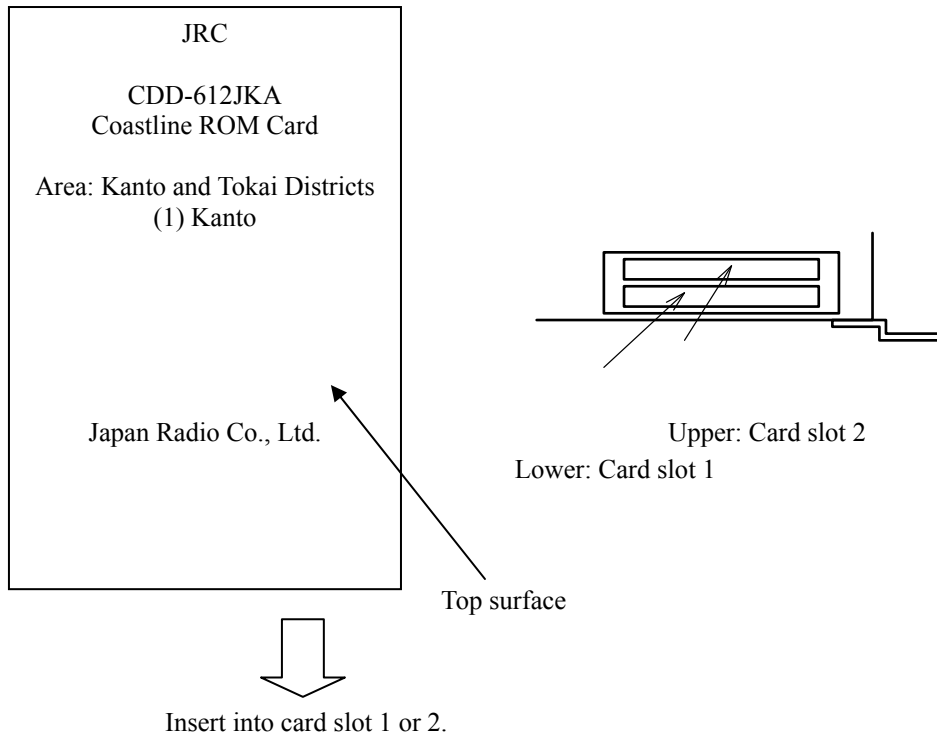 JRC
CDD-612JKA
Coastline ROM Card
Area: Kanto and Tokai Districts
(1) Kanto
Japan Radio Co., Ltd.
Upper: Card slot 2
Lower: Card slot 1
Top surface
Insert into card slot 1 or 2.